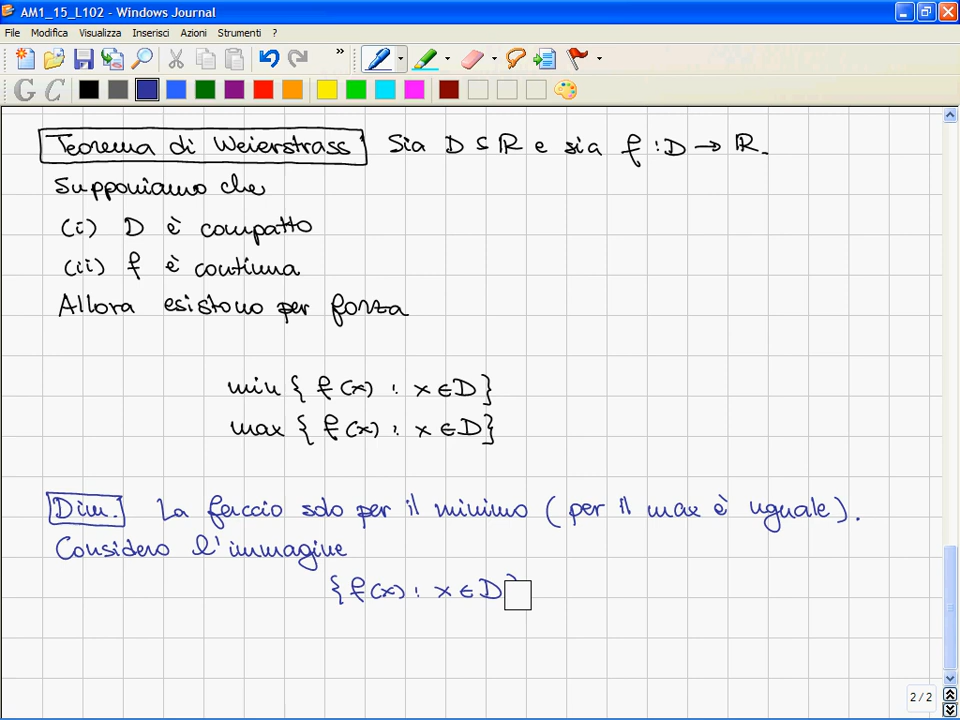 AM1_15_L102 - Windows Journal
File Modifica Visualizza Inserisci Azioni Strumenti ?
Teorema di Weierstrass Sia D ⊆ ℝ e sia f : D → ℝ.
Supponiamo che
(i) D è compatto
(ii) f è continua
Allora esistono per forza
min { f(x) : x ∈ D }
max { f(x) : x ∈ D }
Dim. La faccio solo per il minimo (per il max è uguale).
Considero l'immagine
{ f(x) : x ∈ D }
2 / 2